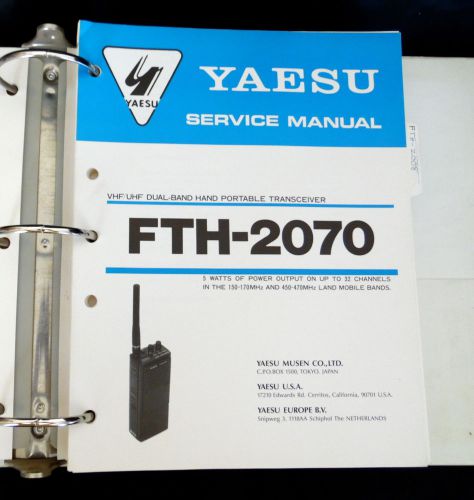 YAESU
YAESU
SERVICE MANUAL
VHF/UHF DUAL-BAND HAND PORTABLE TRANSCEIVER
FTH-2070
5 WATTS OF POWER OUTPUT ON UP TO 32 CHANNELS
IN THE 150-170MHz AND 450-470MHz LAND MOBILE BANDS.
YAESU MUSEN CO., LTD.
C.P.O.BOX 1500, TOKYO. JAPAN
YAESU U.S.A.
17210 Edwards Rd. Cerritos, California, 90701 U.S.A.
YAESU EUROPE B.V.
Snipweg 3. 1118AA Schiphol The NETHERLANDS